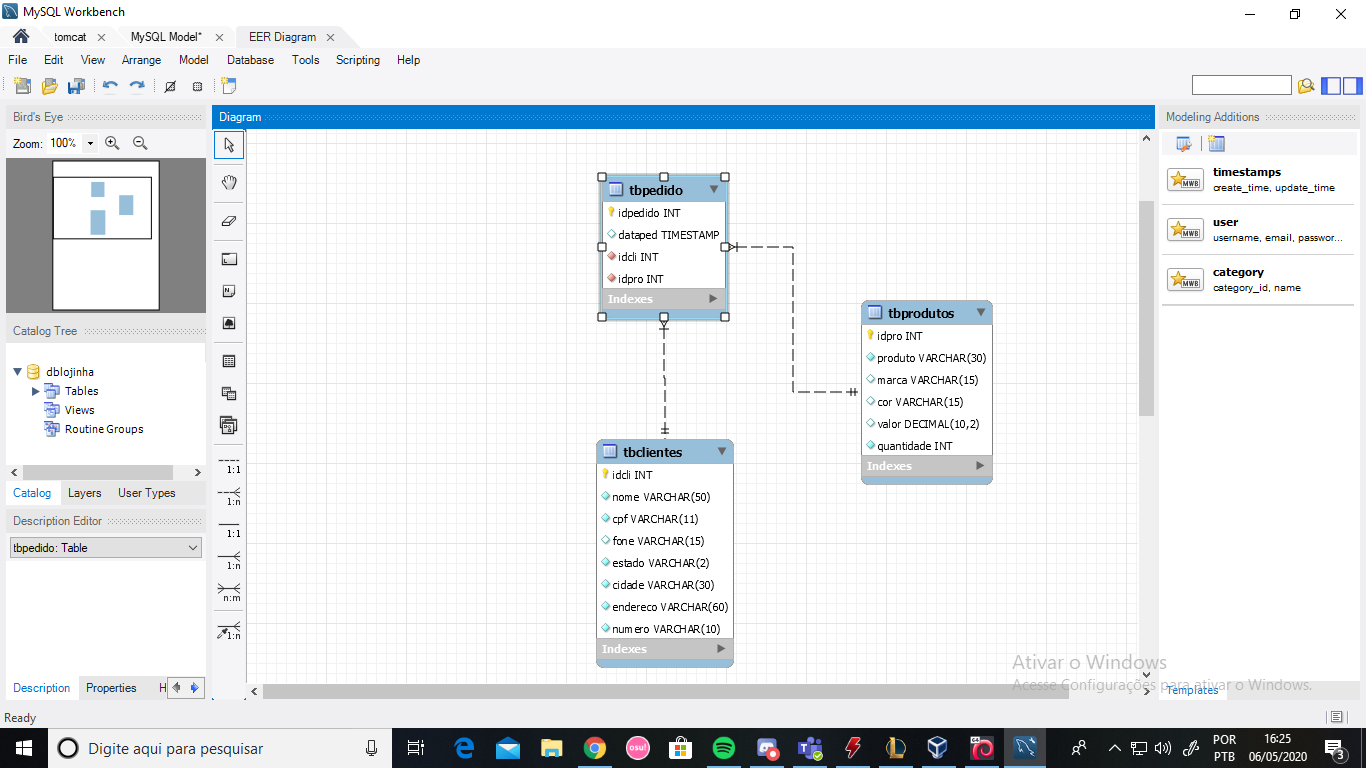 MySQL Workbench
tomcat
MySQL Model*
EER Diagram
File Edit View Arrange Model Database Tools Scripting Help
Bird's Eye
Zoom: 100%
Catalog Tree
dblojinha
Tables
Views
Routine Groups
Catalog Layers User Types
Description Editor
tbpedido: Table
Description Properties H
Ready
Diagram
1:1
1:n
1:1
1:n
n:m
1:n
tbpedido
idpedido INT
dataped TIMESTAMP
idcli INT
idpro INT
Indexes
tbprodutos
idpro INT
produto VARCHAR(30)
marca VARCHAR(15)
cor VARCHAR(15)
valor DECIMAL(10,2)
quantidade INT
Indexes
tbclientes
idcli INT
nome VARCHAR(50)
cpf VARCHAR(11)
fone VARCHAR(15)
estado VARCHAR(2)
cidade VARCHAR(30)
endereco VARCHAR(60)
numero VARCHAR(10)
Indexes
Modeling Additions
MWB
timestamps
create_time, update_time
MWB
user
username, email, passwor...
MWB
category
category_id, name
Templates
Ativar o Windows
Acesse Configurações para ativar o Windows.
Digite aqui para pesquisar
osu!
64
POR
PTB
16:25
06/05/2020
3